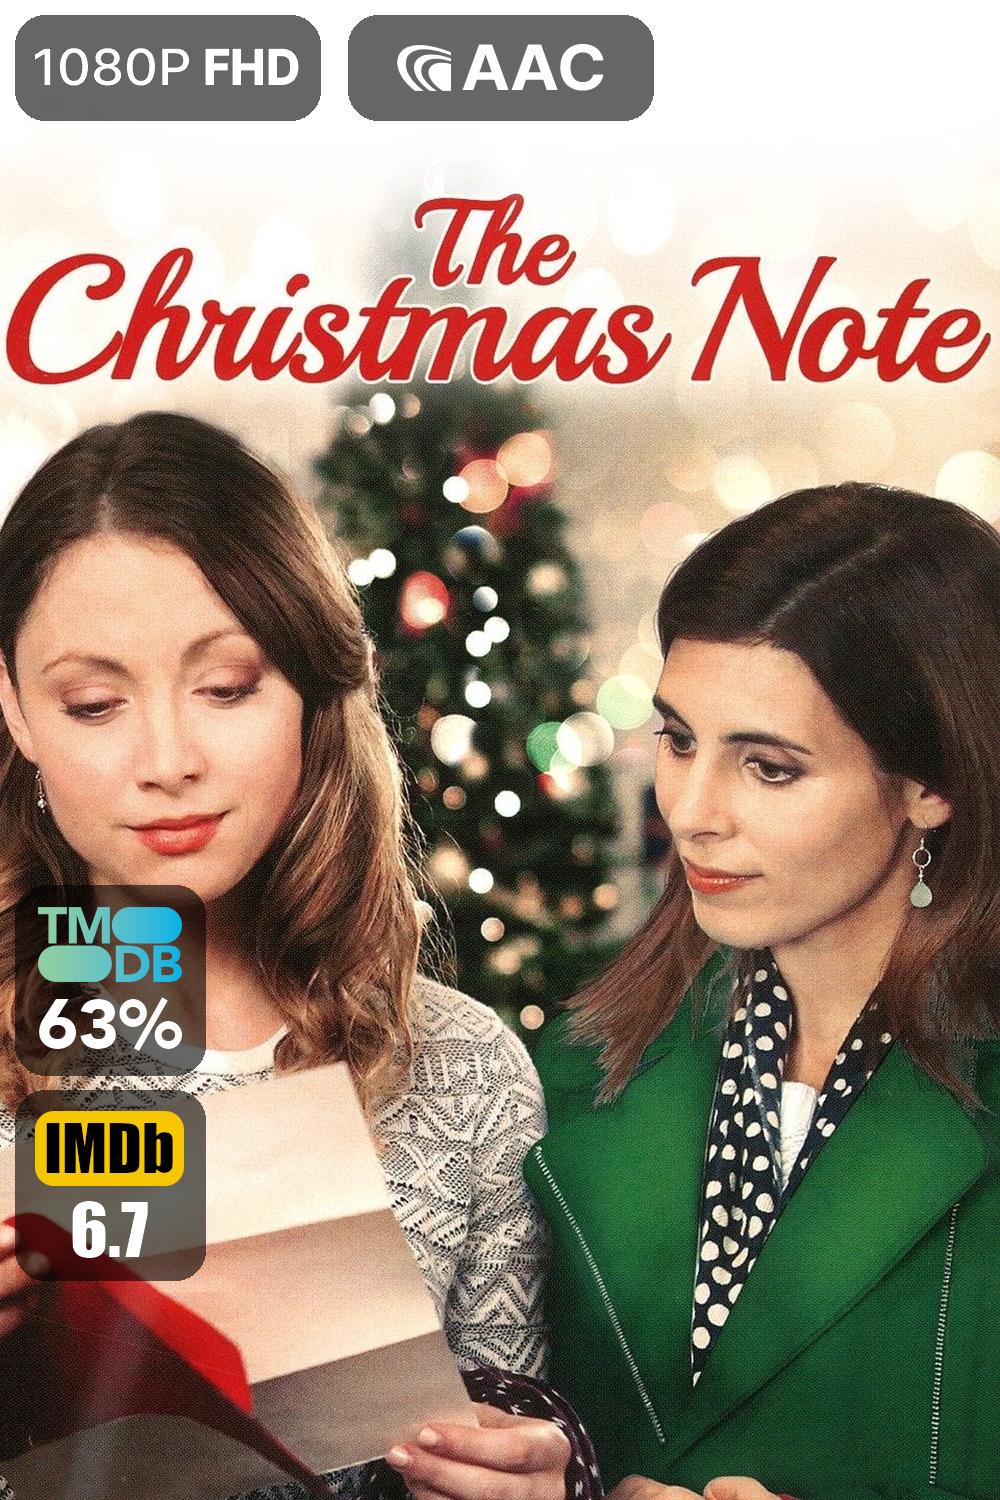 1080P FHD
AAC
The
Christmas Note
TM
DB
63%
IMDb
6.7